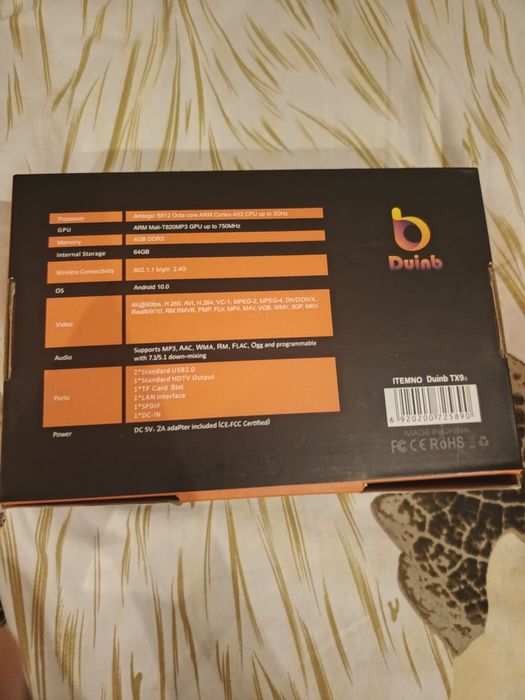 Processor Amlogic S912 Octa core ARM Cortex-A53 CPU up to 2GHz
GPU ARM Mali-T820MP3 GPU up to 750MHz
Memory 4GB DDR3
Internal Storage 64GB
Wireless Connectivity 802.1.1 b/g/n 2.4G
OS Android 10.0
Video 4K@60fps, H.265, AVI, H.264, VC-1, MPEG-2, MPEG-4, DIVD/DIVX,
Real8/9/10, RM,RMVB, PMP, FLV, MP4, M4V, VOB, WMV, 3GP, MKV
Audio Supports MP3, AAC, WMA, RM, FLAC, Ogg and programmable
with 7.1/5.1 down-mixing
Ports 2*Standard USB2.0
1*Standard HDTV Output
1*TF Card Slot
1*LAN Interface
1*SPDIF
1*DC-IN
Power DC 5V, 2A adaPter included (CE,FCC Certified)
Duinb
ITEMNO Duinb TX9
6 920200 725890
MADE IN CHINA
FC CE RoHS